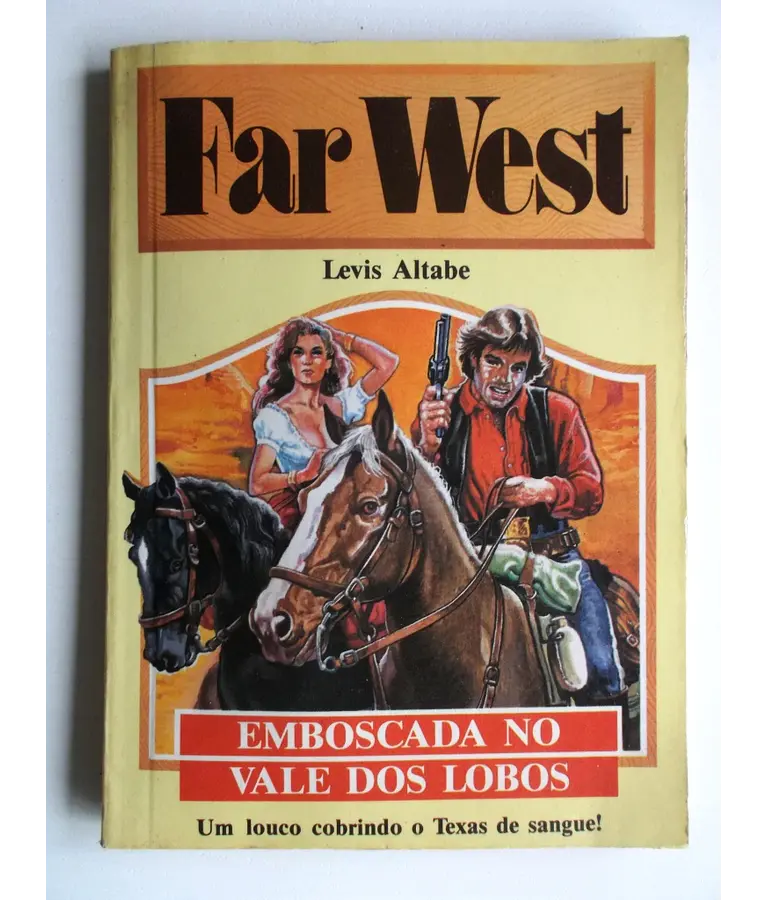 Far West
Levis Altabe
EMBOSCADA NO
VALE DOS LOBOS
Um louco cobrindo o Texas de sangue!